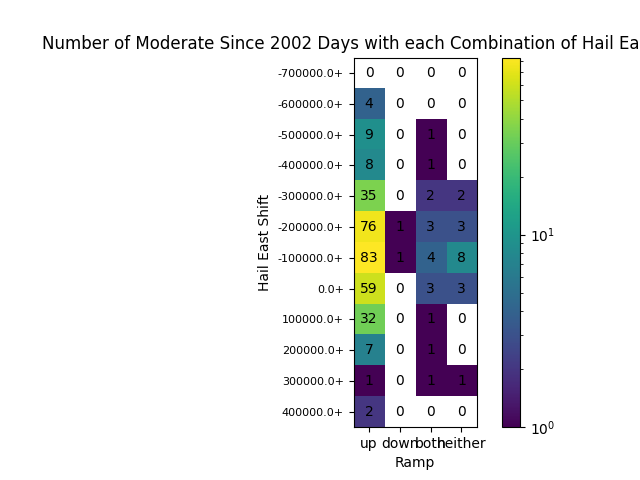 Number of Moderate Since 2002 Days with each Combination of Hail Ea
-700000.0+ 0 0 0 0
-600000.0+ 4 0 0 0
-500000.0+ 9 0 1 0
-400000.0+ 8 0 1 0
-300000.0+ 35 0 2 2
-200000.0+ 76 1 3 3
-100000.0+ 83 1 4 8
0.0+ 59 0 3 3
100000.0+ 32 0 1 0
200000.0+ 7 0 1 0
300000.0+ 1 0 1 1
400000.0+ 2 0 0 0
up down both neither
Ramp
Hail East Shift
10¹
10⁰